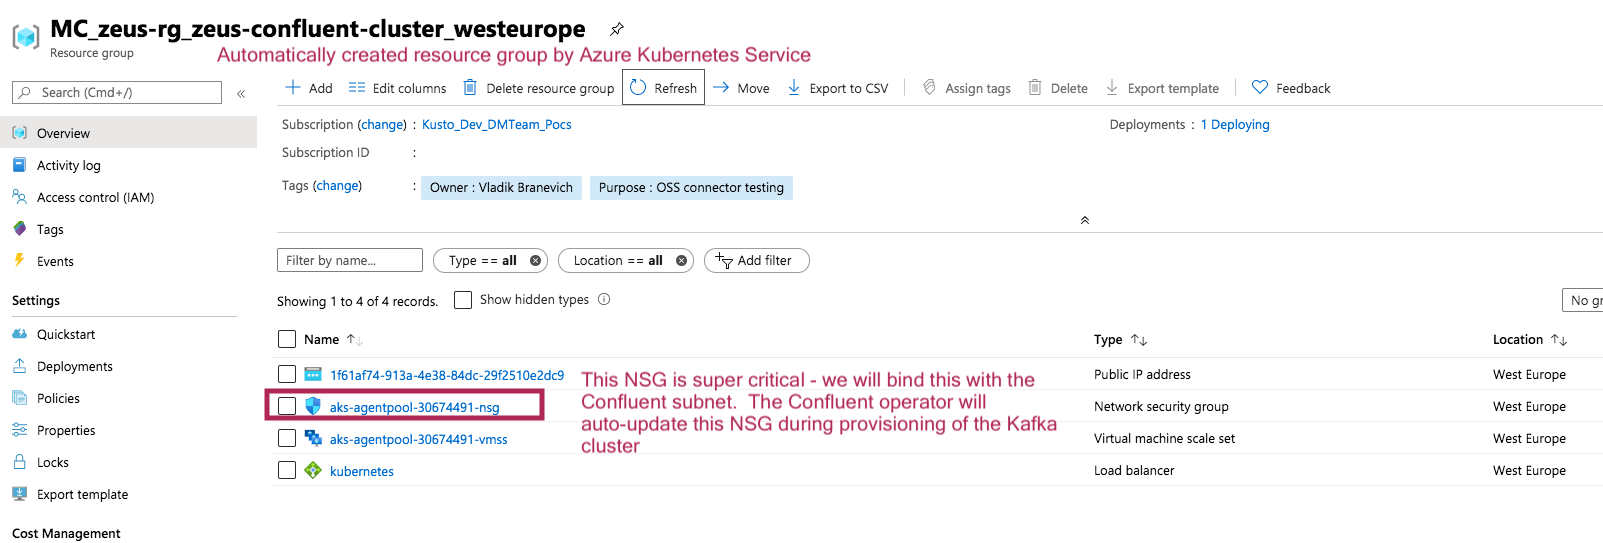 MC_zeus-rg_zeus-confluent-cluster_westeurope
Resource group
Automatically created resource group by Azure Kubernetes Service
Search (Cmd+/)
«
Add
Edit columns
Delete resource group
Refresh
Move
Export to CSV
Assign tags
Delete
Export template
Feedback
Overview
Activity log
Access control (IAM)
Tags
Events
Settings
Quickstart
Deployments
Policies
Properties
Locks
Export template
Cost Management
Subscription (change) : Kusto_Dev_DMTeam_Pocs
Deployments : 1 Deploying
Subscription ID :
Tags (change) : Owner : Vladik Branevich Purpose : OSS connector testing
Filter by name...
Type == all
Location == all
Add filter
Showing 1 to 4 of 4 records.
Show hidden types
No gr
Name ↑↓ Type ↑↓ Location ↑↓
1f61af74-913a-4e38-84dc-29f2510e2dc9 Public IP address West Europe
aks-agentpool-30674491-nsg Network security group West Europe
aks-agentpool-30674491-vmss Virtual machine scale set West Europe
kubernetes Load balancer West Europe
This NSG is super critical - we will bind this with the
Confluent subnet. The Confluent operator will
auto-update this NSG during provisioning of the Kafka
cluster